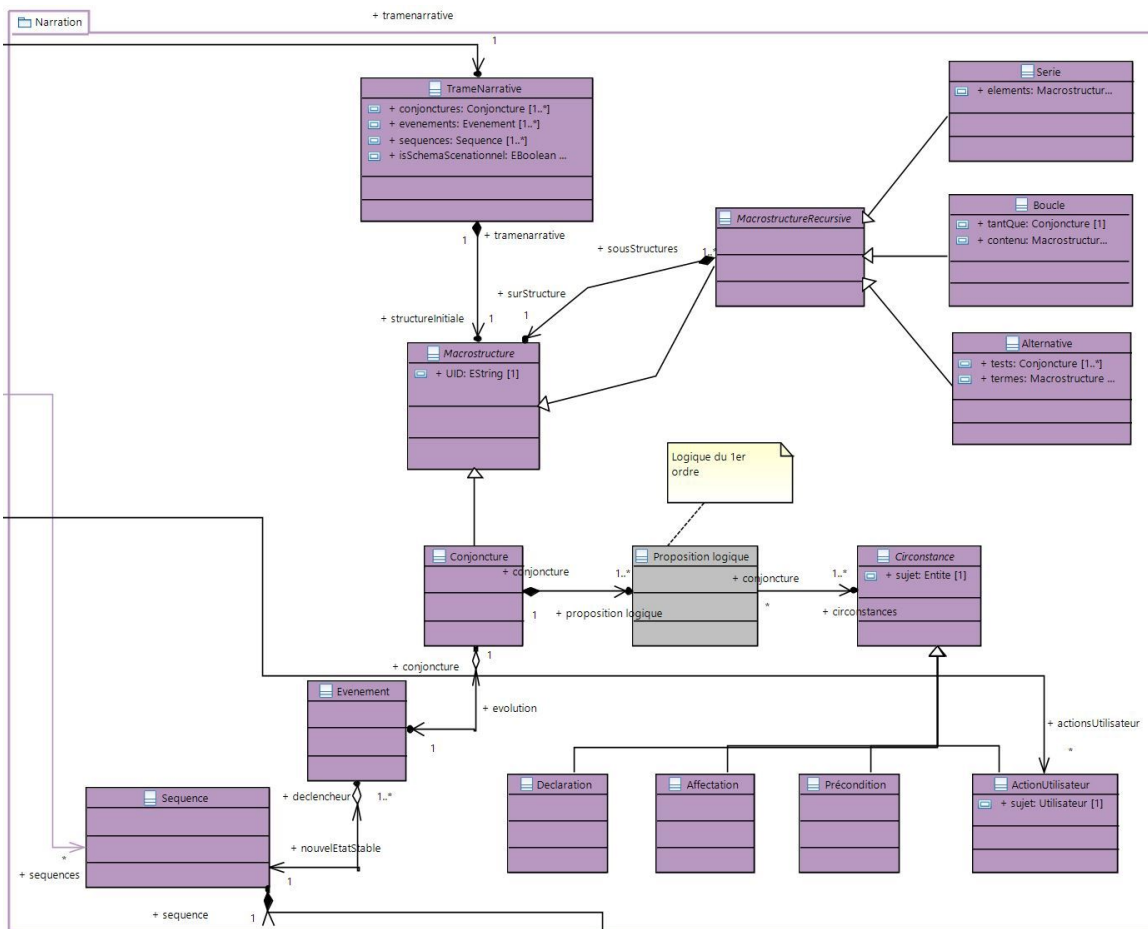 Narration
+ tramenarrative
1
TrameNarrative
+ conjonctures: Conjoncture [1..*]
+ evenements: Evenement [1..*]
+ sequences: Sequence [1..*]
+ isSchemaScenationnel: EBoolean ...
Serie
+ elements: Macrostructur...
Boucle
+ tantQue: Conjoncture [1]
+ contenu: Macrostructur...
MacrostructureRecursive
1
+ tramenarrative
+ sousStructures
1..*
+ surStructure
+ structureInitiale
1
1
Alternative
+ tests: Conjoncture [1..*]
+ termes: Macrostructure ...
Macrostructure
+ UID: EString [1]
Logique du 1er
ordre
Conjoncture
+ conjoncture
1..*
Proposition logique
+ conjoncture
1..*
Circonstance
+ sujet: Entite [1]
1
+ proposition logique
*
+ circonstances
1
+ conjoncture
Evenement
+ evolution
1
+ actionsUtilisateur
*
Declaration
Affectation
Précondition
ActionUtilisateur
+ sujet: Utilisateur [1]
Sequence
+ declencheur
1..*
+ nouvelEtatStable
*
+ sequences
1
+ sequence
1